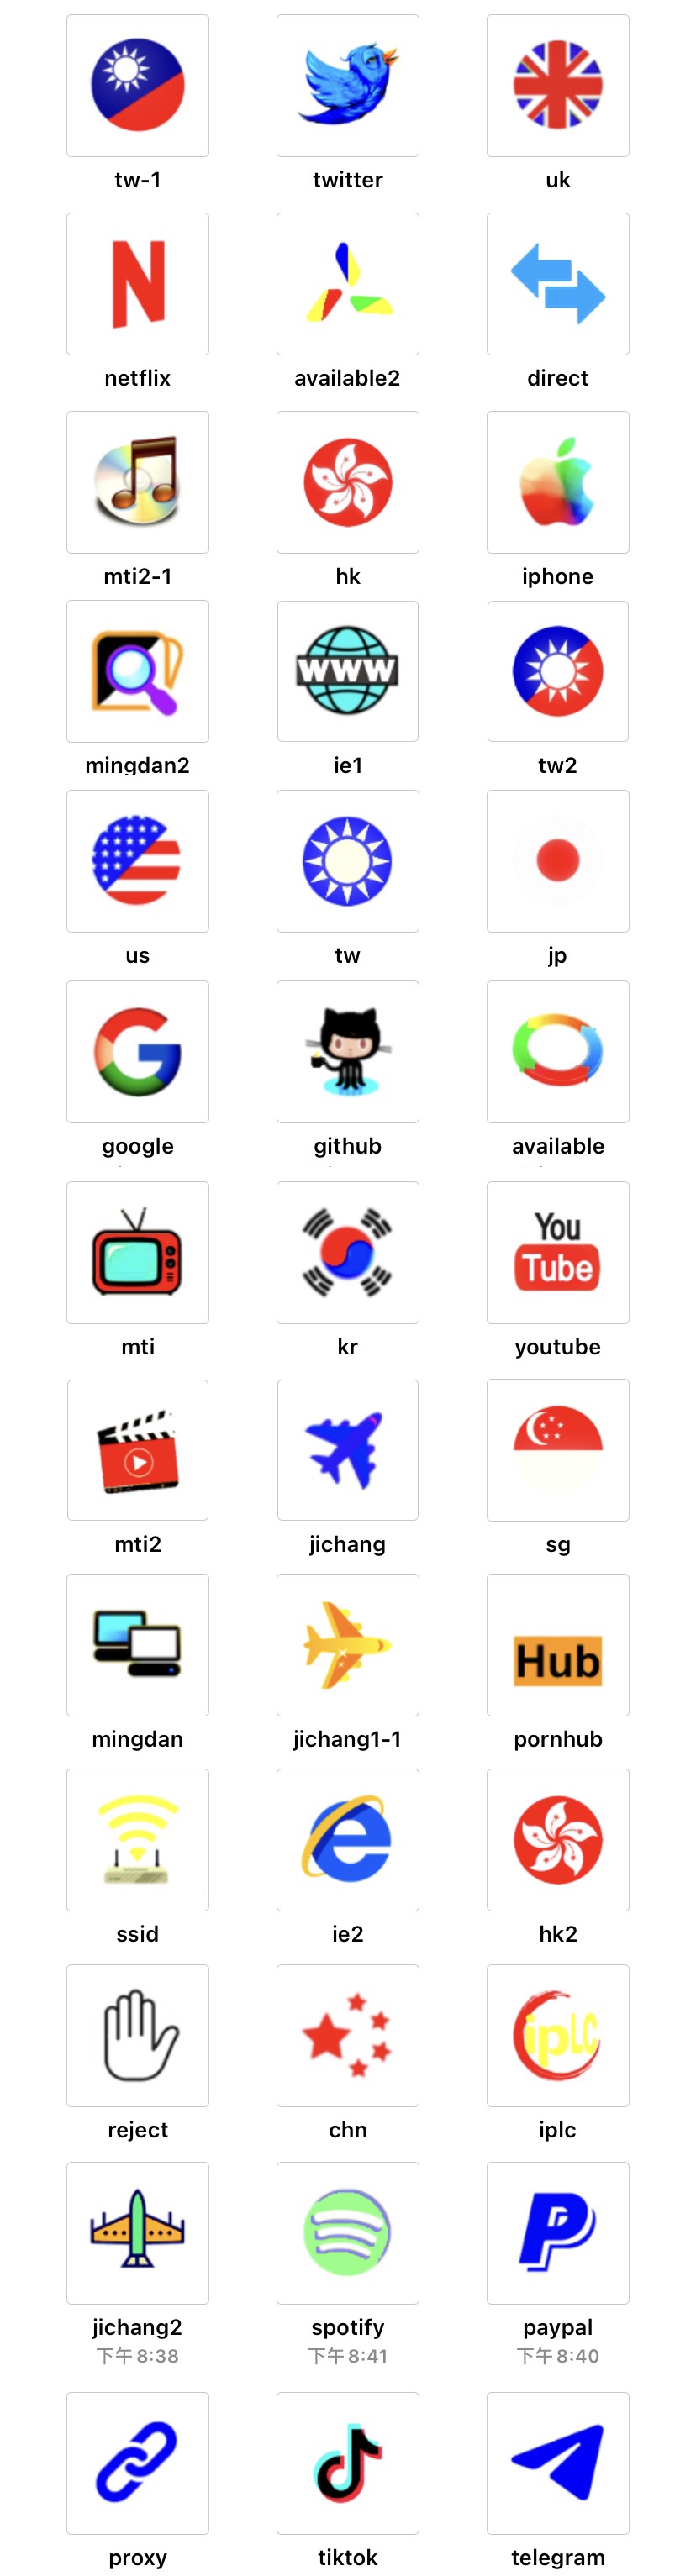 tw-1 twitter uk
N
netflix available2 direct
mti2-1 hk iphone
WWW
mingdan2 ie1 tw2
us tw jp
G
google github available
You
Tube
mti kr youtube
mti2 jichang sg
Hub
mingdan jichang1-1 pornhub
e
ssid ie2 hk2
ipLC
reject chn iplc
P
jichang2 spotify paypal
下午 8:38 下午 8:41 下午 8:40
proxy tiktok telegram